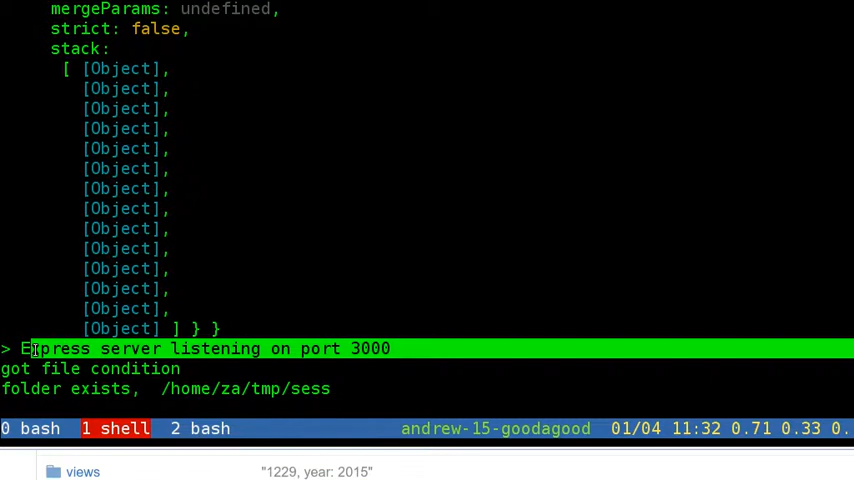 mergeParams: undefined,
strict: false,
stack:
[ [Object],
[Object],
[Object],
[Object],
[Object],
[Object],
[Object],
[Object],
[Object],
[Object],
[Object],
[Object],
[Object],
[Object] ] } }
> Express server listening on port 3000
got file condition
folder exists,  /home/za/tmp/sess
0 bash 1 shell 2 bash andrew-15-goodagood 01/04 11:32 0.71 0.33 0.
views "1229, year: 2015"